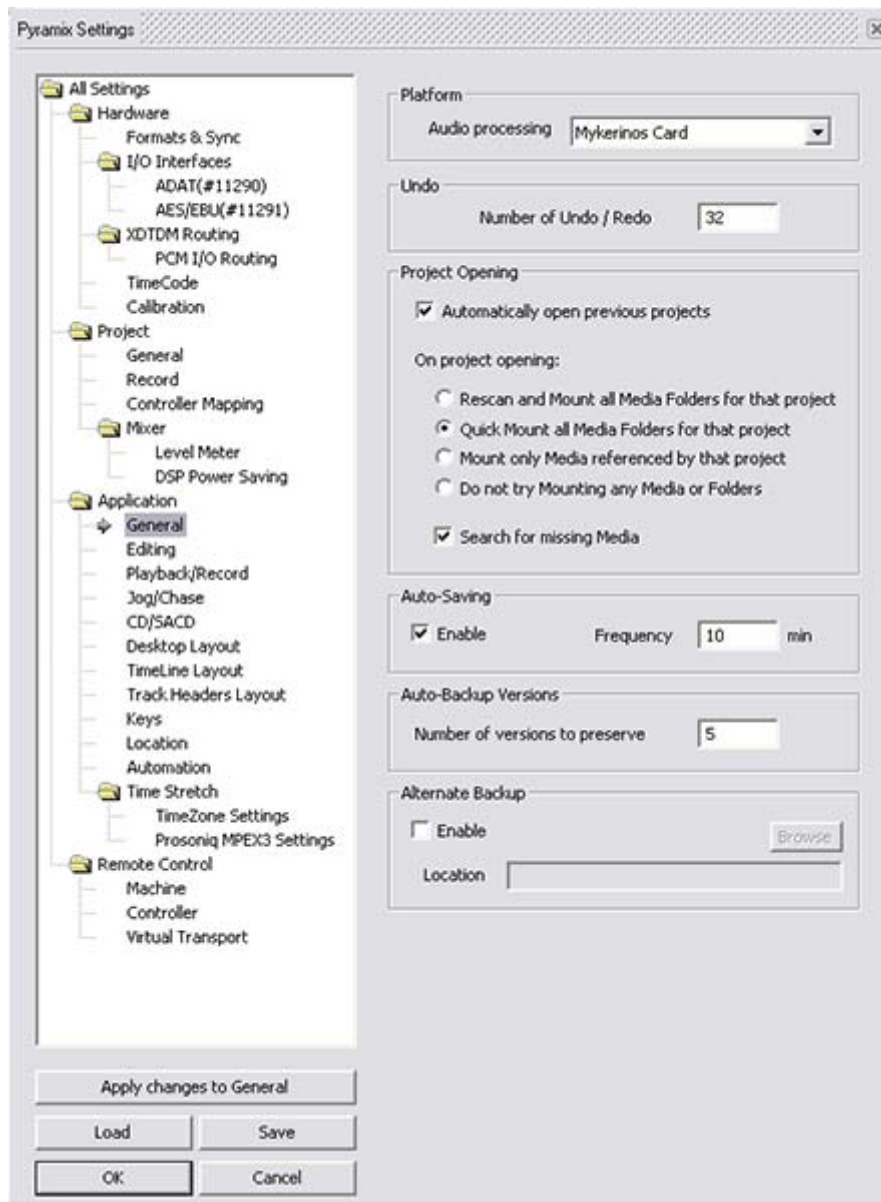 Pyramix Settings
All Settings
Hardware
Formats & Sync
I/O Interfaces
ADAT(#11290)
AES/EBU(#11291)
XDTDM Routing
PCM I/O Routing
TimeCode
Calibration
Project
General
Record
Controller Mapping
Mixer
Level Meter
DSP Power Saving
Application
General
Editing
Playback/Record
Jog/Chase
CD/SACD
Desktop Layout
TimeLine Layout
Track Headers Layout
Keys
Location
Automation
Time Stretch
TimeZone Settings
Prosoniq MPEX3 Settings
Remote Control
Machine
Controller
Virtual Transport
Apply changes to General
Load Save
OK Cancel
Platform
Audio processing Mykerinos Card
Undo
Number of Undo / Redo 32
Project Opening
Automatically open previous projects
On project opening:
Rescan and Mount all Media Folders for that project
Quick Mount all Media Folders for that project
Mount only Media referenced by that project
Do not try Mounting any Media or Folders
Search for missing Media
Auto-Saving
Enable Frequency 10 min
Auto-Backup Versions
Number of versions to preserve 5
Alternate Backup
Enable Browse
Location